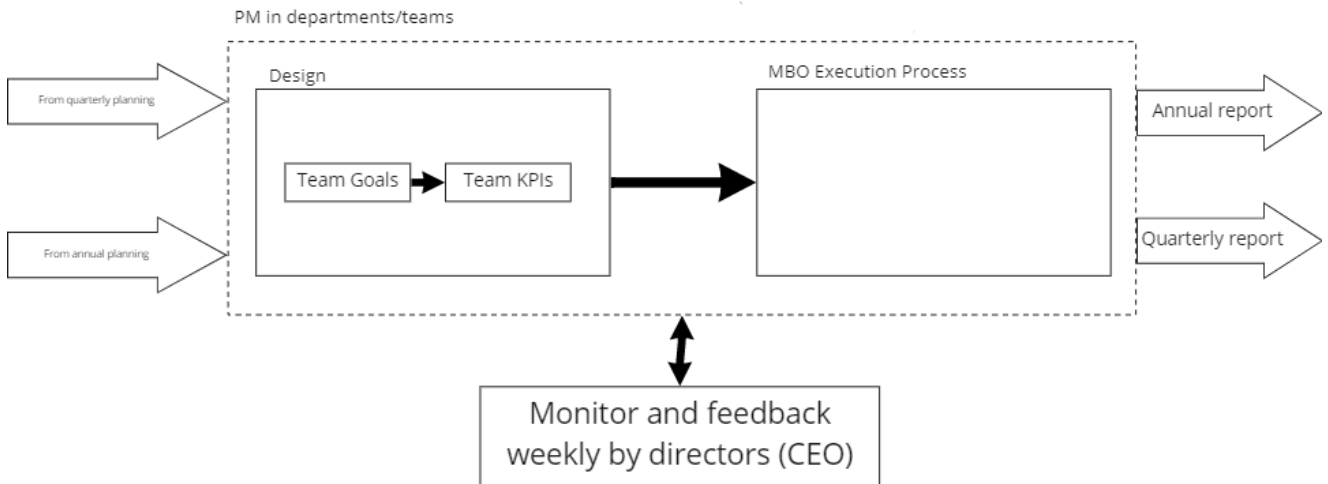 PM in departments/teams
From quarterly planning
From annual planning
Design
Team Goals
Team KPIs
MBO Execution Process
Annual report
Quarterly report
Monitor and feedback
weekly by directors (CEO)